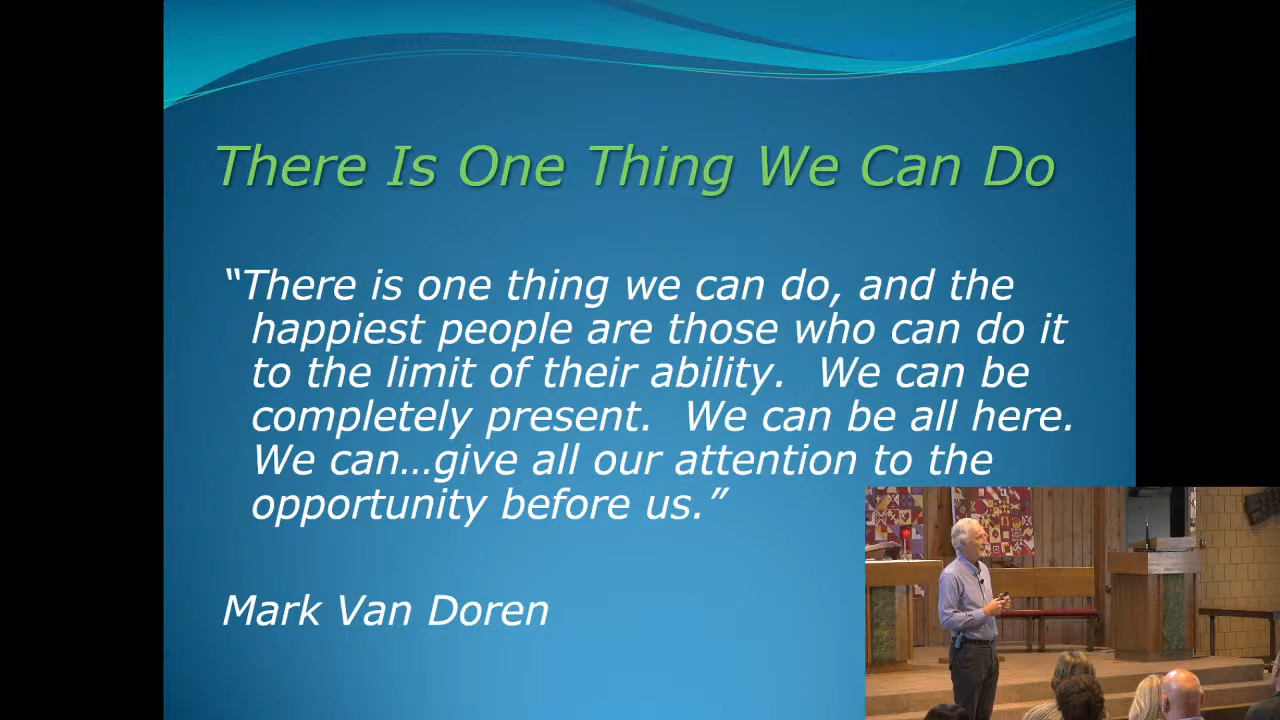 There Is One Thing We Can Do
“There is one thing we can do, and the
happiest people are those who can do it
to the limit of their ability.  We can be
completely present.  We can be all here.
We can…give all our attention to the
opportunity before us.”
Mark Van Doren